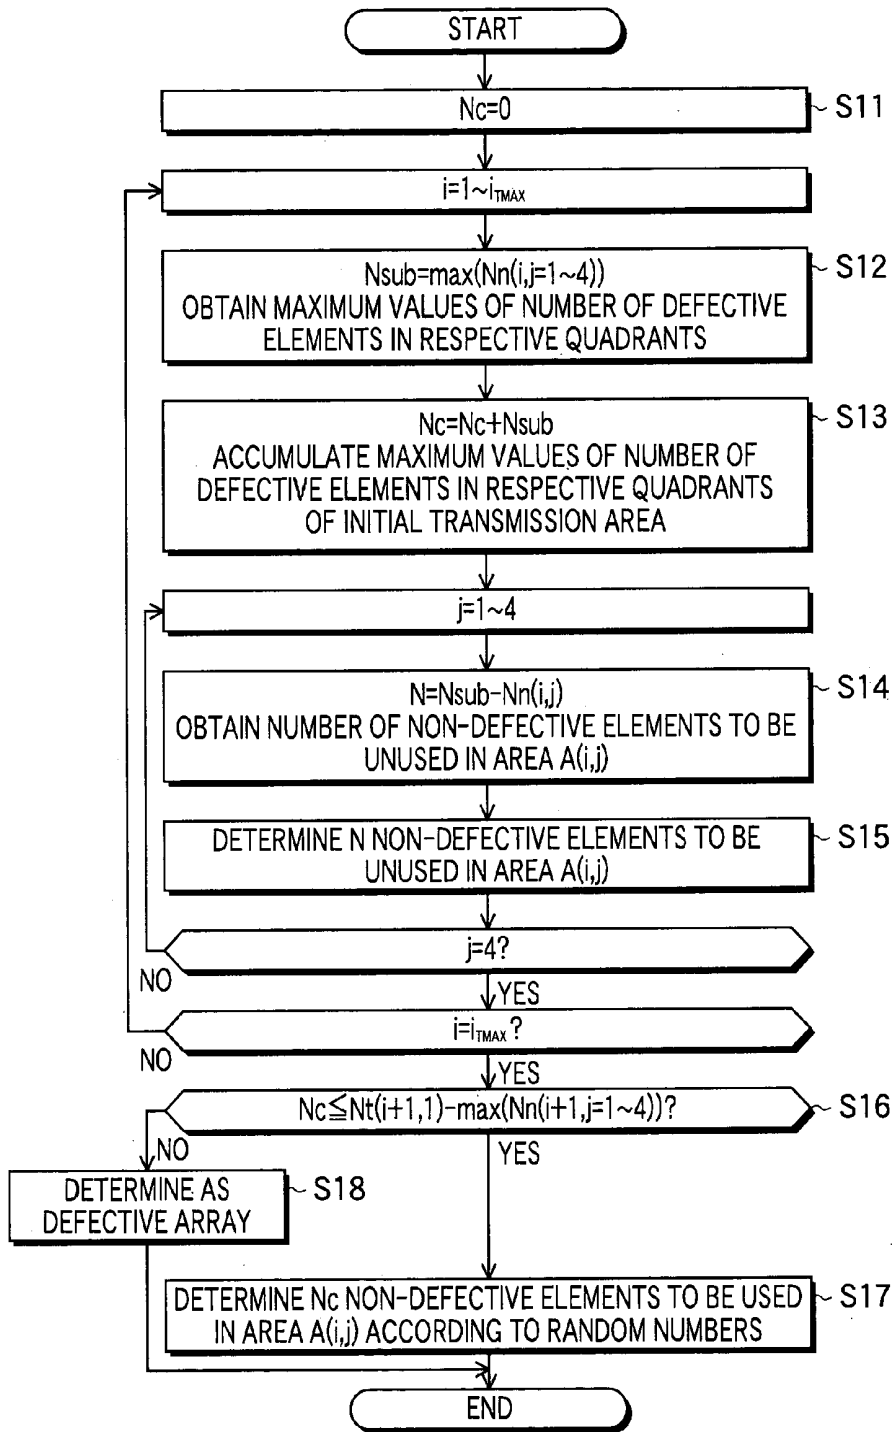 START
Nc=0
S11
i=1~iTMAX
Nsub=max(Nn(i,j=1~4))
OBTAIN MAXIMUM VALUES OF NUMBER OF DEFECTIVE
ELEMENTS IN RESPECTIVE QUADRANTS
S12
Nc=Nc+Nsub
ACCUMULATE MAXIMUM VALUES OF NUMBER OF
DEFECTIVE ELEMENTS IN RESPECTIVE QUADRANTS
OF INITIAL TRANSMISSION AREA
S13
j=1~4
N=Nsub-Nn(i,j)
OBTAIN NUMBER OF NON-DEFECTIVE ELEMENTS TO BE
UNUSED IN AREA A(i,j)
S14
DETERMINE N NON-DEFECTIVE ELEMENTS TO BE
UNUSED IN AREA A(i,j)
S15
j=4?
NO
YES
i=iTMAX?
NO
YES
Nc≦Nt(i+1,1)-max(Nn(i+1,j=1~4))?
S16
NO
YES
DETERMINE AS
DEFECTIVE ARRAY
S18
DETERMINE Nc NON-DEFECTIVE ELEMENTS TO BE USED
IN AREA A(i,j) ACCORDING TO RANDOM NUMBERS
S17
END